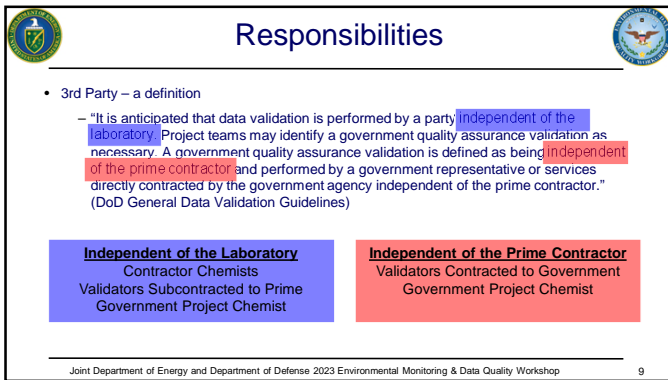 Responsibilities
• 3rd Party – a definition
– “It is anticipated that data validation is performed by a party independent of the
laboratory. Project teams may identify a government quality assurance validation as
necessary. A government quality assurance validation is defined as being independent
of the prime contractor and performed by a government representative or services
directly contracted by the government agency independent of the prime contractor.”
(DoD General Data Validation Guidelines)
Independent of the Laboratory
Contractor Chemists
Validators Subcontracted to Prime
Government Project Chemist
Independent of the Prime Contractor
Validators Contracted to Government
Government Project Chemist
Joint Department of Energy and Department of Defense 2023 Environmental Monitoring & Data Quality Workshop 9